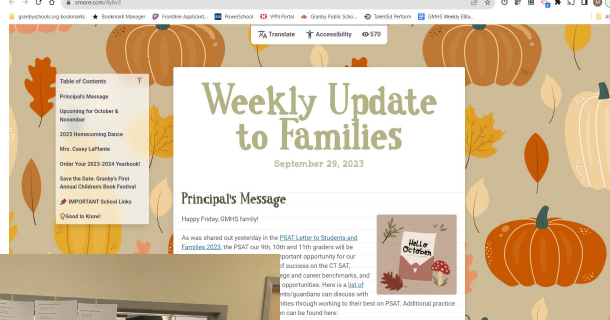 smore.com/4y6v3
granbyschools.org bookmarks
Bookmark Manager
Frontline Applicant...
PowerSchool
VPN Portal
Granby Public Scho...
TalentEd Perform
GMHS Weekly EBla...
Translate
Accessibility
570
Table of Contents
Principal's Message
Upcoming for October &
November
2023 Homecoming Dance
Mrs. Casey LaPlante
Order Your 2023-2024 Yearbook!
Save the Date: Granby's First
Annual Children's Book Festival
IMPORTANT School Links
Good to Know!
Weekly Update
to Families
September 29, 2023
Principal's Message
Happy Friday, GMHS family!
As was shared out yesterday in the PSAT Letter to Students and
Families 2023, the PSAT our 9th, 10th and 11th graders will be
portant opportunity for our
of success on the CT SAT,
ege and career benchmarks, and
opportunities. Here is a list of
nts/guardians can discuss with
ities through working to their best on PSAT. Additional practice
n can be found here:
Hello
October